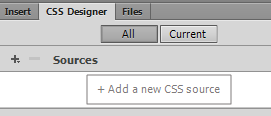 Insert CSS Designer Files
All Current
+ - Sources
+ Add a new CSS source